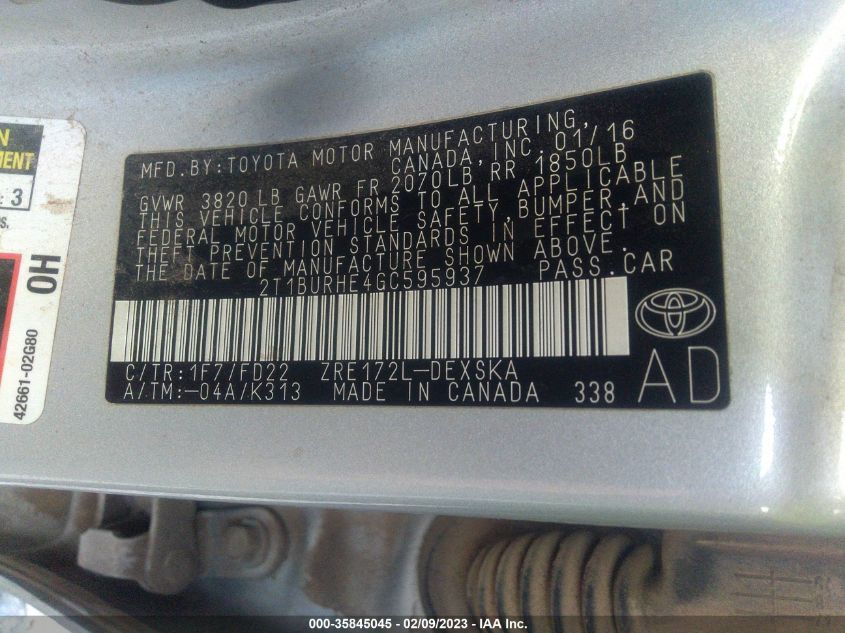 MFD. BY: TOYOTA MOTOR MANUFACTURING,
CANADA, INC. 01/16
GVWR 3820 LB GAWR FR 2070LB, RR 1850LB
THIS VEHICLE CONFORMS TO ALL APPLICABLE
FEDERAL MOTOR VEHICLE SAFETY, BUMPER, AND
THEFT PREVENTION STANDARDS IN EFFECT ON
THE DATE OF MANUFACTURE SHOWN ABOVE.
2T1BURHE4GC595937 PASS. CAR
C/TR: 1F7/FD22 ZRE172L-DEXSKA
A/TM: -04A/K313 MADE IN CANADA 338
AD
MENT
3
OH
42661-02G80
000-35845045 - 02/09/2023 - IAA Inc.